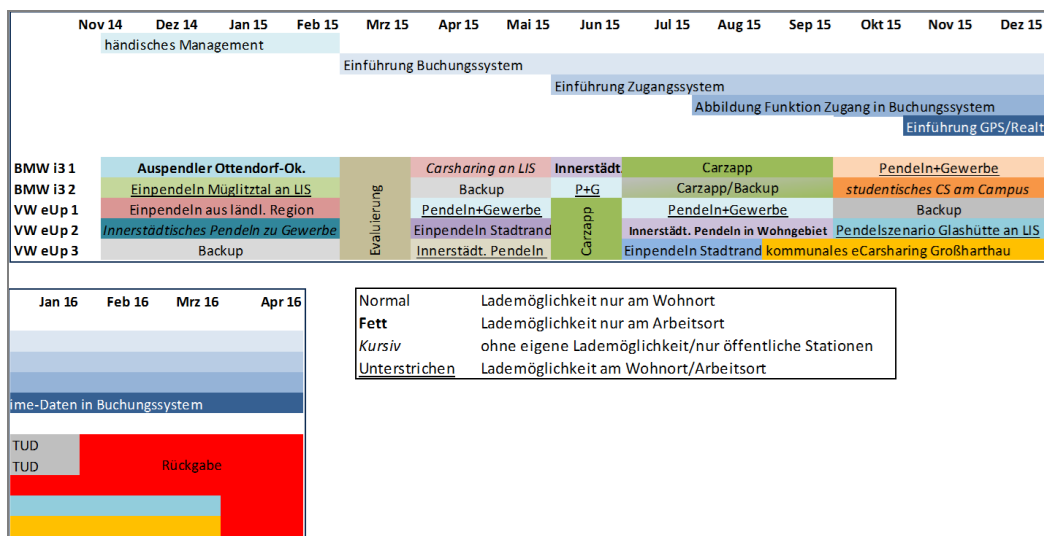 Nov 14 Dez 14 Jan 15 Feb 15 Mrz 15 Apr 15 Mai 15 Jun 15 Jul 15 Aug 15 Sep 15 Okt 15 Nov 15 Dez 15
händisches Management
Einführung Buchungssystem
Einführung Zugangssystem
Abbildung Funktion Zugang in Buchungssystem
Einführung GPS/Realt
BMW i3 1 Auspendler Ottendorf-Ok. Carsharing an LIS Innerstädt. Carzapp Pendeln+Gewerbe
BMW i3 2 Einpendeln Müglitztal an LIS Backup P+G Carzapp/Backup studentisches CS am Campus
VW eUp 1 Einpendeln aus ländl. Region Evaluierung Pendeln+Gewerbe Carzapp Pendeln+Gewerbe Backup
VW eUp 2 Innerstädtisches Pendeln zu Gewerbe Einpendeln Stadtrand Innerstädt. Pendeln in Wohngebiet Pendelszenario Glashütte an LIS
VW eUp 3 Backup Innerstädt. Pendeln Einpendeln Stadtrand kommunales eCarsharing Großharthau
Jan 16 Feb 16 Mrz 16 Apr 16
ime-Daten in Buchungssystem
TUD
TUD Rückgabe
Normal Lademöglichkeit nur am Wohnort
Fett Lademöglichkeit nur am Arbeitsort
Kursiv ohne eigene Lademöglichkeit/nur öffentliche Stationen
Unterstrichen Lademöglichkeit am Wohnort/Arbeitsort